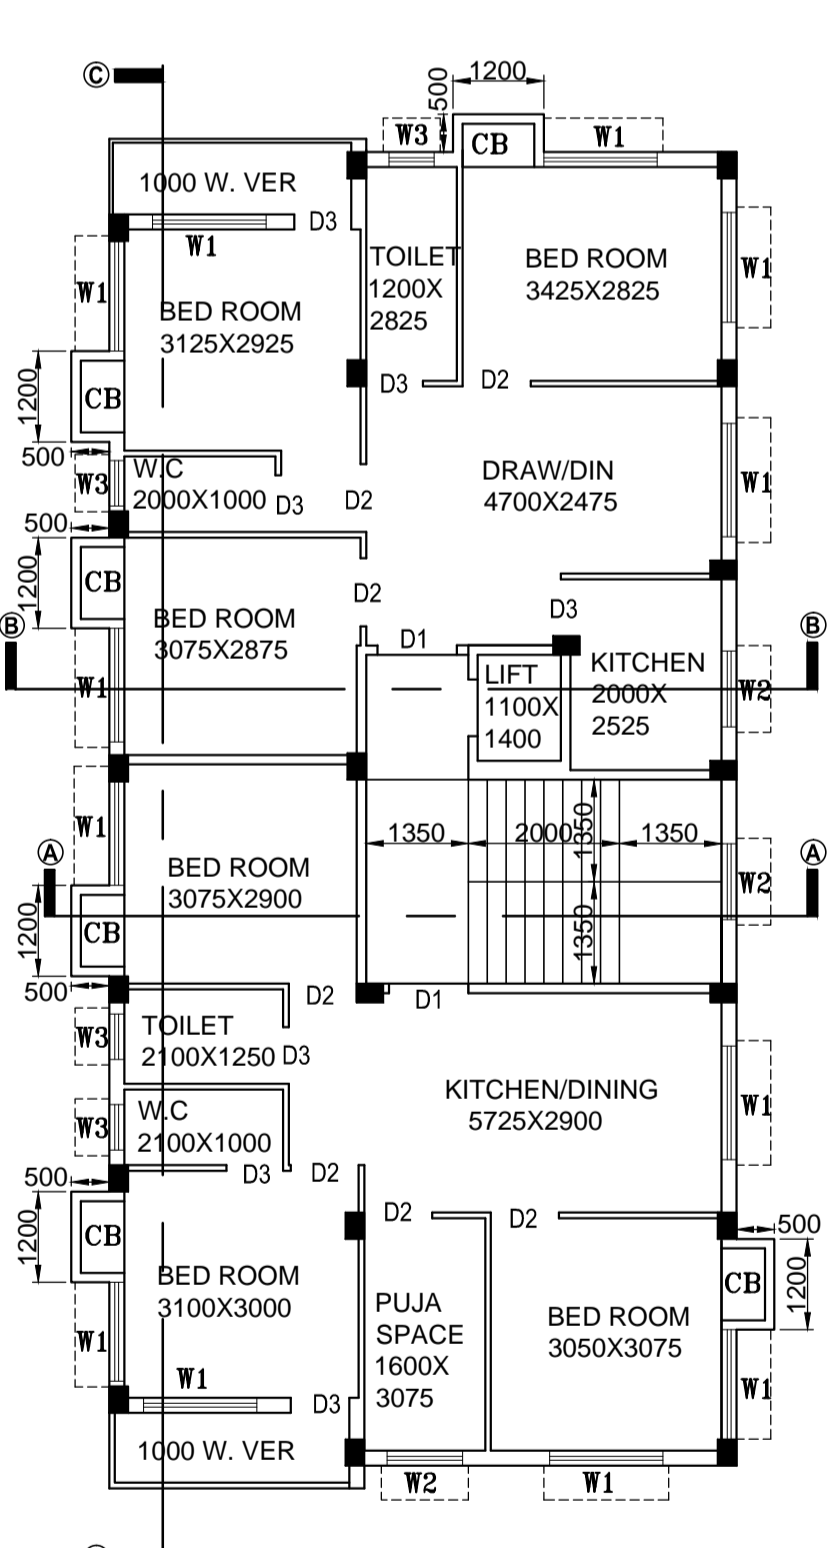 C
1200
500
W3
CB
W1
1000 W. VER
D3
W1
TOILET
1200X
2825
BED ROOM
3425X2825
W1
W1
BED ROOM
3125X2925
D3
D2
1200
CB
500
W3
W.C
2000X1000
D3
D2
DRAW/DIN
4700X2475
W1
500
1200
CB
D2
BED ROOM
3075X2875
D3
D1
B
B
W1
LIFT
1100X
1400
KITCHEN
2000X
2525
W2
W1
1350
2000
1350
1350
1350
A
A
BED ROOM
3075X2900
W2
1200
CB
500
D2
D1
W3
TOILET
2100X1250
D3
KITCHEN/DINING
5725X2900
W1
W3
W.C
2100X1000
500
D3
D2
D2
D2
1200
CB
500
CB
1200
BED ROOM
3100X3000
PUJA
SPACE
1600X
3075
BED ROOM
3050X3075
W1
W1
W1
D3
1000 W. VER
W2
W1